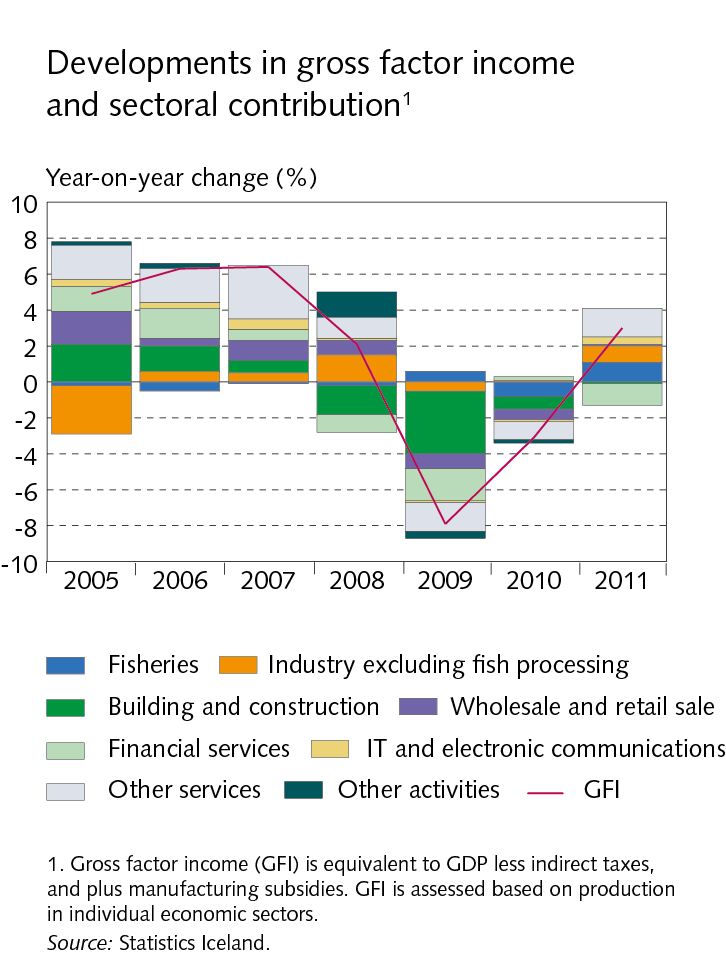 Developments in gross factor income
and sectoral contribution1
Year-on-year change (%)
10
8
6
4
2
0
-2
-4
-6
-8
-10
2005 2006 2007 2008 2009 2010 2011
Fisheries Industry excluding fish processing
Building and construction Wholesale and retail sale
Financial services IT and electronic communications
Other services Other activities GFI
1. Gross factor income (GFI) is equivalent to GDP less indirect taxes,
and plus manufacturing subsidies. GFI is assessed based on production
in individual economic sectors.
Source: Statistics Iceland.